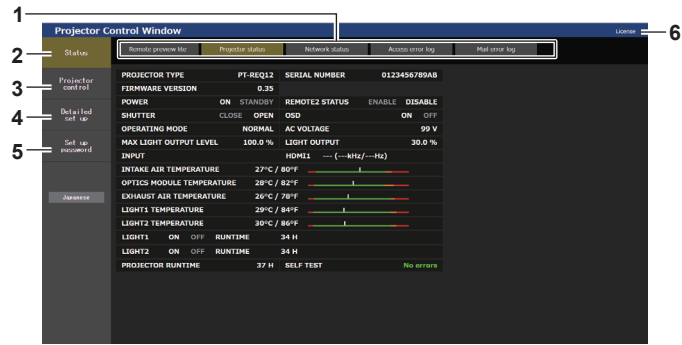 1
Projector Control Window
License
6
2
Status
Remote preview lite Projector status Network status Access error log Mail error log
3
Projector
control
4
Detailed
set up
5
Set up
password
Japanese
PROJECTOR TYPE PT-REQ12 SERIAL NUMBER 0123456789AB
FIRMWARE VERSION 0.35
POWER ON STANDBY REMOTE2 STATUS ENABLE DISABLE
SHUTTER CLOSE OPEN OSD ON OFF
OPERATING MODE NORMAL AC VOLTAGE 99 V
MAX LIGHT OUTPUT LEVEL 100.0 % LIGHT OUTPUT 30.0 %
INPUT HDMI1 --- (---kHz/---Hz)
INTAKE AIR TEMPERATURE 27°C / 80°F
OPTICS MODULE TEMPERATURE 28°C / 82°F
EXHAUST AIR TEMPERATURE 26°C / 78°F
LIGHT1 TEMPERATURE 29°C / 84°F
LIGHT2 TEMPERATURE 30°C / 86°F
LIGHT1 ON OFF RUNTIME 34 H
LIGHT2 ON OFF RUNTIME 34 H
PROJECTOR RUNTIME 37 H SELF TEST No errors